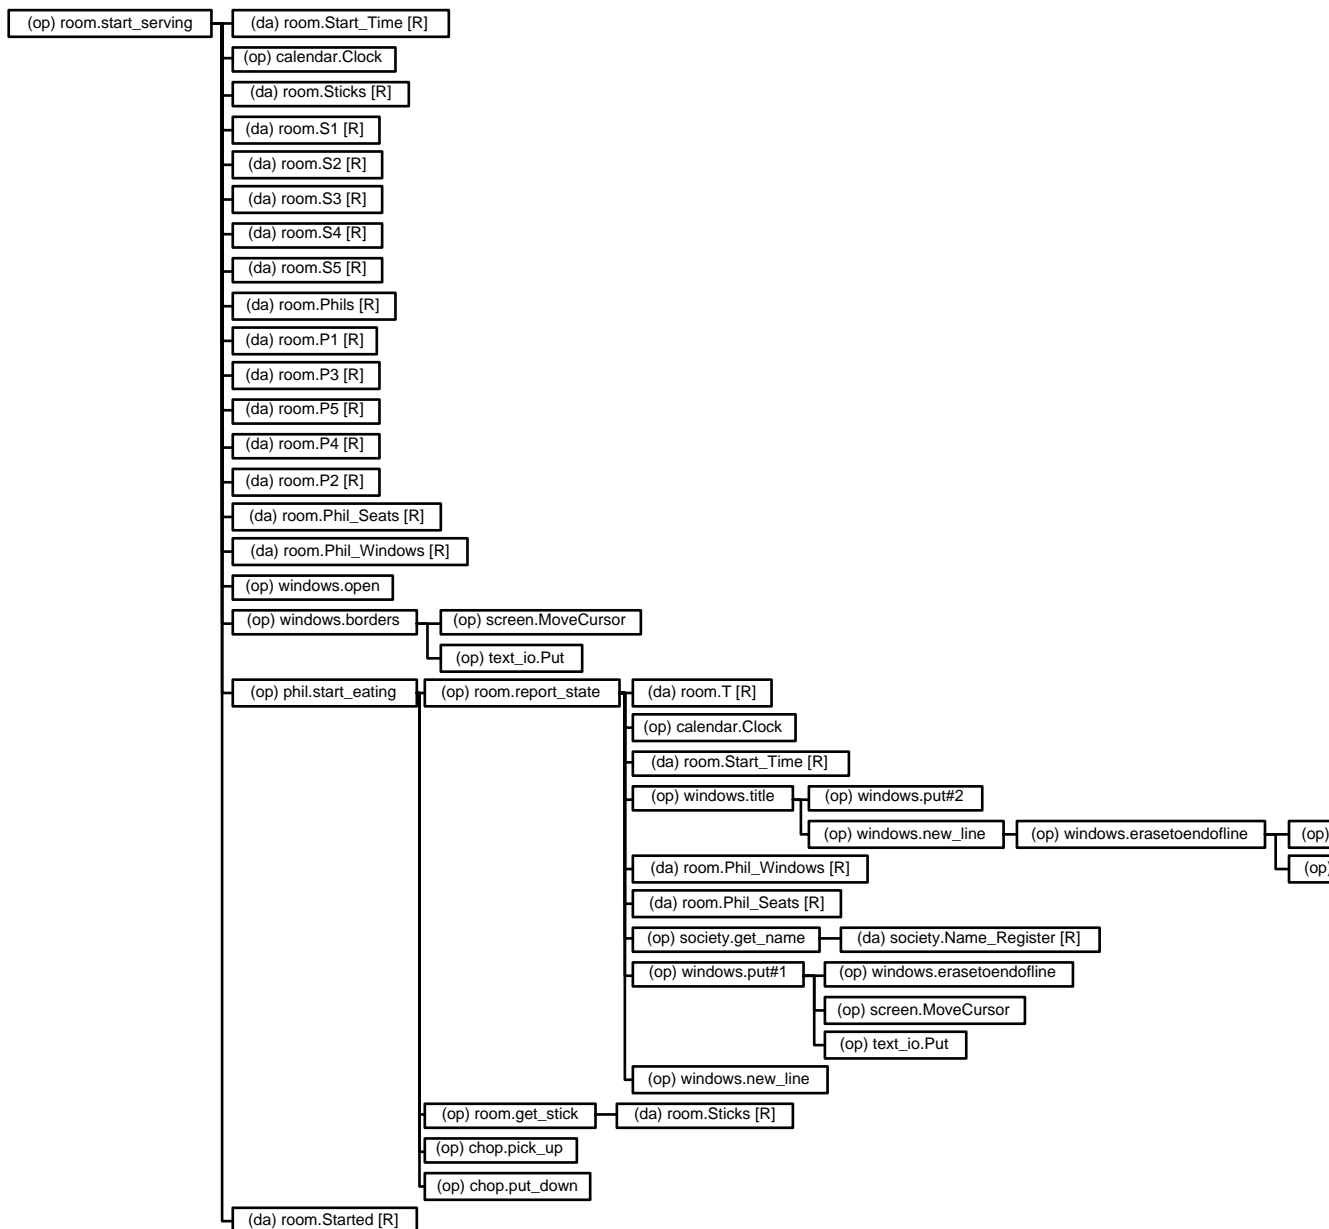 (op) room.start_serving
(da) room.Start_Time [R]
(op) calendar.Clock
(da) room.Sticks [R]
(da) room.S1 [R]
(da) room.S2 [R]
(da) room.S3 [R]
(da) room.S4 [R]
(da) room.S5 [R]
(da) room.Phils [R]
(da) room.P1 [R]
(da) room.P3 [R]
(da) room.P5 [R]
(da) room.P4 [R]
(da) room.P2 [R]
(da) room.Phil_Seats [R]
(da) room.Phil_Windows [R]
(op) windows.open
(op) windows.borders
(op) screen.MoveCursor
(op) text_io.Put
(op) phil.start_eating
(op) room.report_state
(da) room.T [R]
(op) calendar.Clock
(da) room.Start_Time [R]
(op) windows.title
(op) windows.put#2
(op) windows.new_line
(op) windows.erasetoendofline
(op)
(op)
(da) room.Phil_Windows [R]
(da) room.Phil_Seats [R]
(op) society.get_name
(da) society.Name_Register [R]
(op) windows.put#1
(op) windows.erasetoendofline
(op) screen.MoveCursor
(op) text_io.Put
(op) windows.new_line
(op) room.get_stick
(da) room.Sticks [R]
(op) chop.pick_up
(op) chop.put_down
(da) room.Started [R]